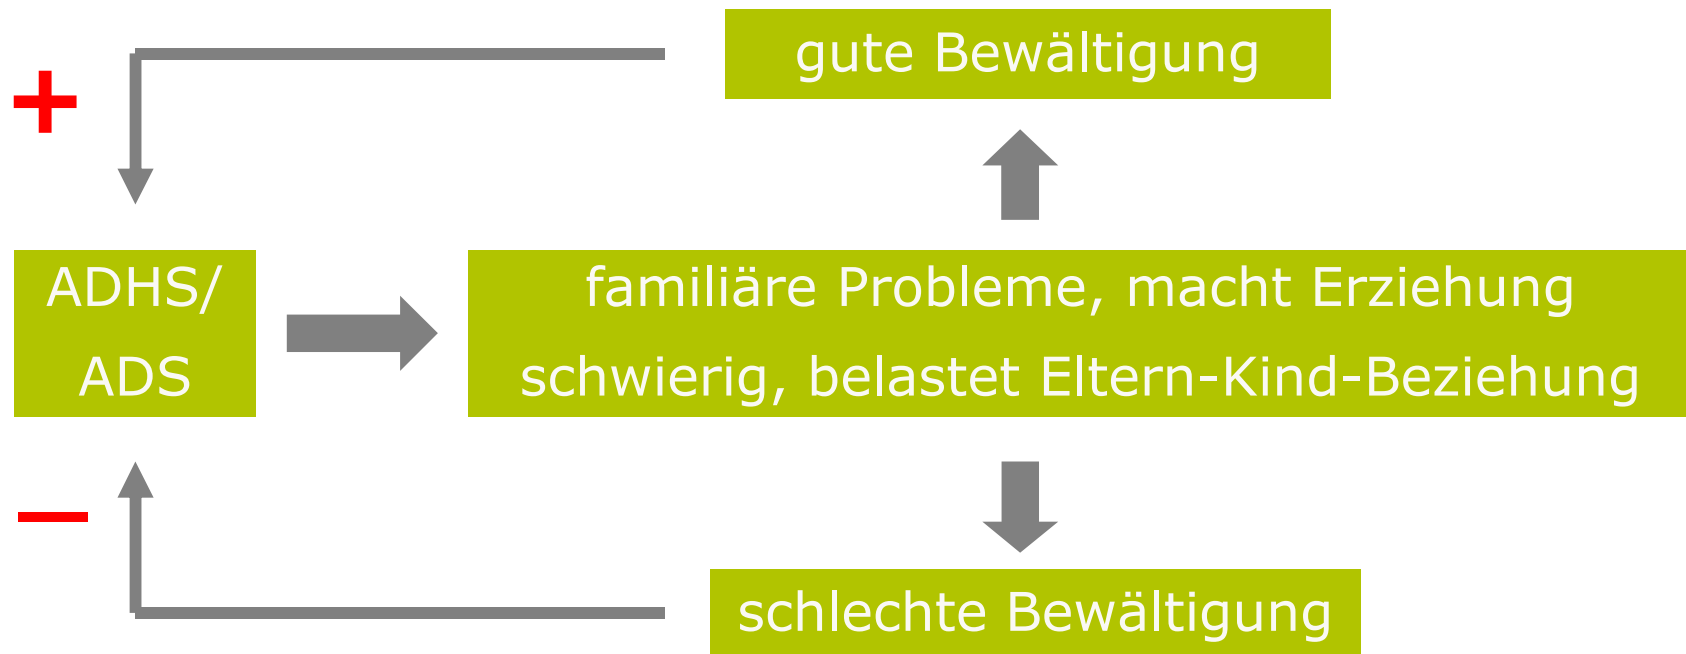 gute Bewältigung
+
ADHS/
ADS
familiäre Probleme, macht Erziehung
schwierig, belastet Eltern-Kind-Beziehung
–
schlechte Bewältigung